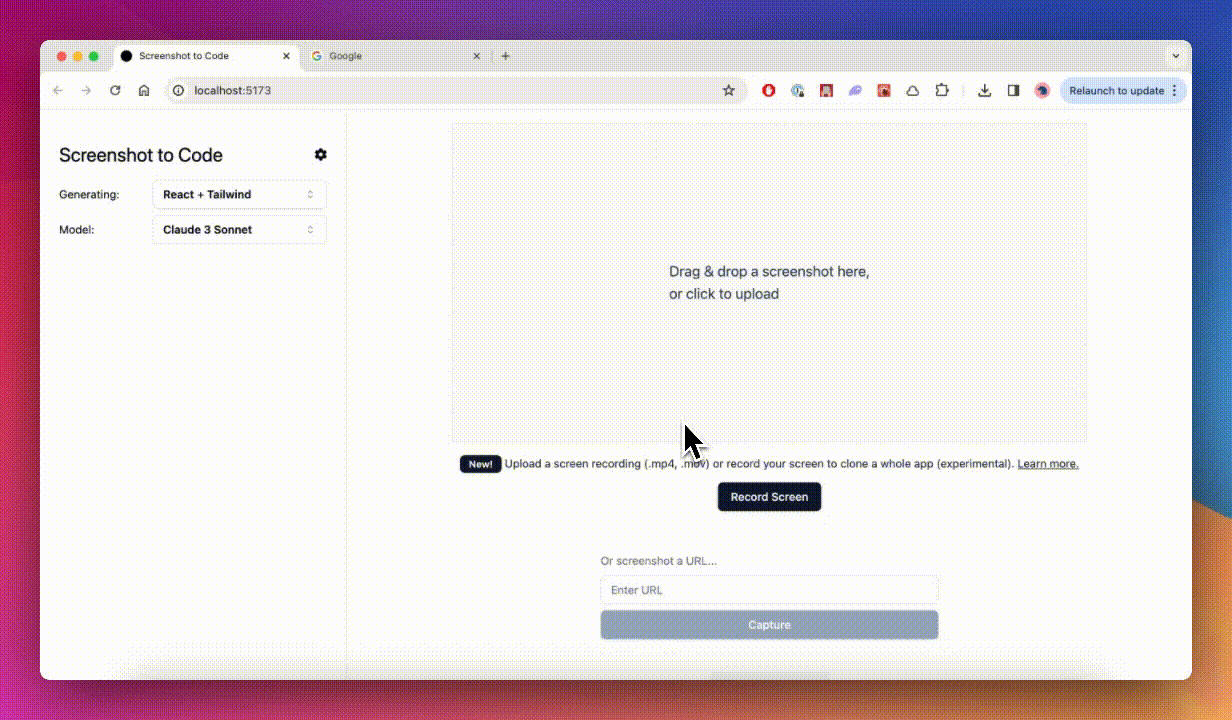 Screenshot to Code
Google
localhost:5173
Relaunch to update
Screenshot to Code
Generating:
React + Tailwind
Model:
Claude 3 Sonnet
Drag & drop a screenshot here,
or click to upload
New! Upload a screen recording (.mp4, .mov) or record your screen to clone a whole app (experimental). Learn more.
Record Screen
Or screenshot a URL...
Enter URL
Capture